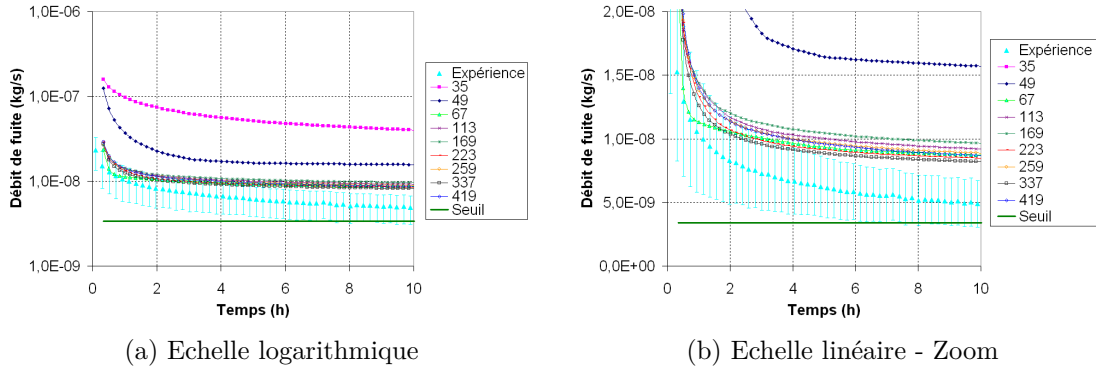 1,0E-06
1,0E-07
1,0E-08
1,0E-09
Débit de fuite (kg/s)
0
2
4
6
8
10
Temps (h)
Expérience
35
49
67
113
169
223
259
337
419
Seuil
(a) Echelle logarithmique
2,0E-08
1,5E-08
1,0E-08
5,0E-09
0,0E+00
Débit de fuite (kg/s)
0
2
4
6
8
10
Temps (h)
Expérience
35
49
67
113
169
223
259
337
419
Seuil
(b) Echelle linéaire - Zoom